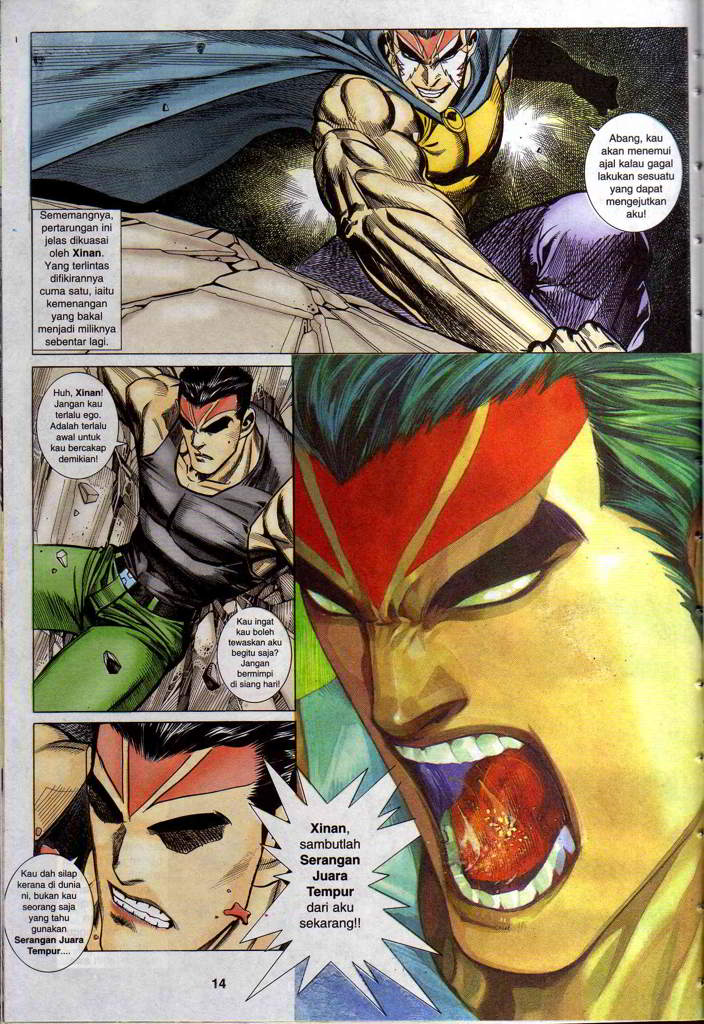 1
Abang, kau
akan menemui
ajal kalau gagal
lakukan sesuatu
yang dapat
mengejutkan
aku!
Sememangnya,
pertarungan ini
jelas dikuasai
oleh Xinan.
Yang terlintas
difikirannya
cuma satu, iaitu
kemenangan
yang bakal
menjadi miliknya
sebentar lagi.
Huh, Xinan!
Jangan kau
terlalu ego.
Adalah terlalu
awal untuk
kau bercakap
demikian!
Kau ingat
kau boleh
tewaskan aku
begitu saja?
Jangan
bermimpi
di siang hari!
Kau dah silap
kerana di dunia
ni, bukan kau
seorang saja
yang tahu
gunakan
Serangan Juara
Tempur....
Xinan,
sambutlah
Serangan
Juara
Tempur
dari aku
sekarang!!
14